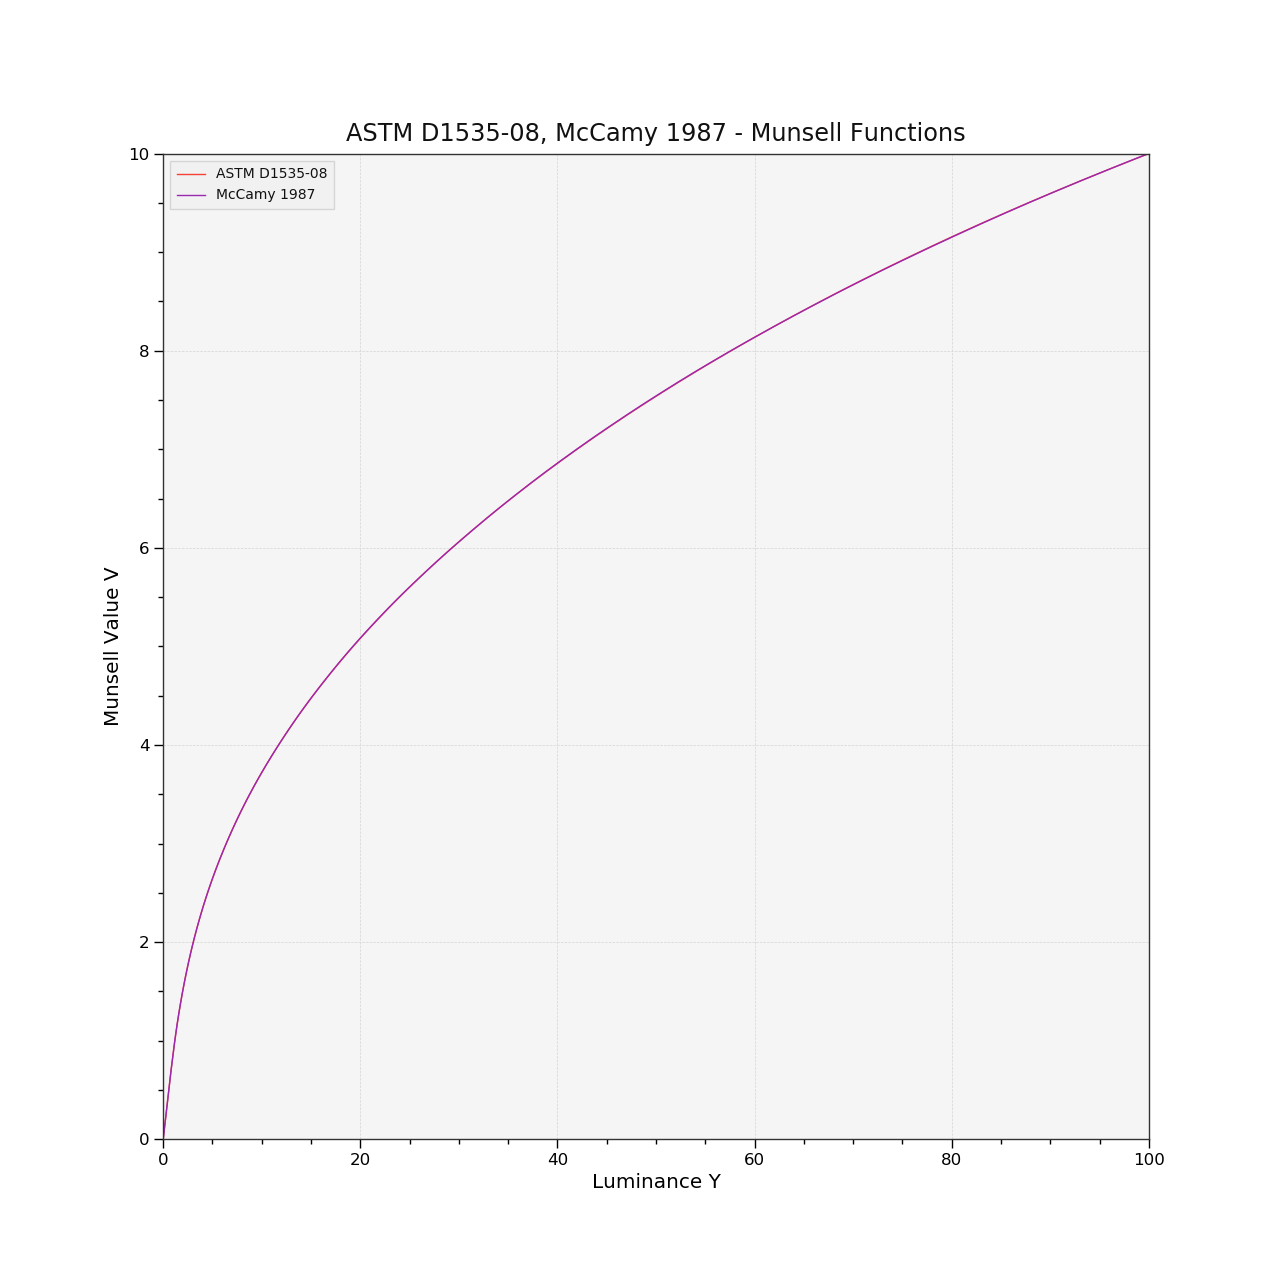 ASTM D1535-08, McCamy 1987 - Munsell Functions
ASTM D1535-08
McCamy 1987
10
8
6
4
2
0
Munsell Value V
0 20 40 60 80 100
Luminance Y